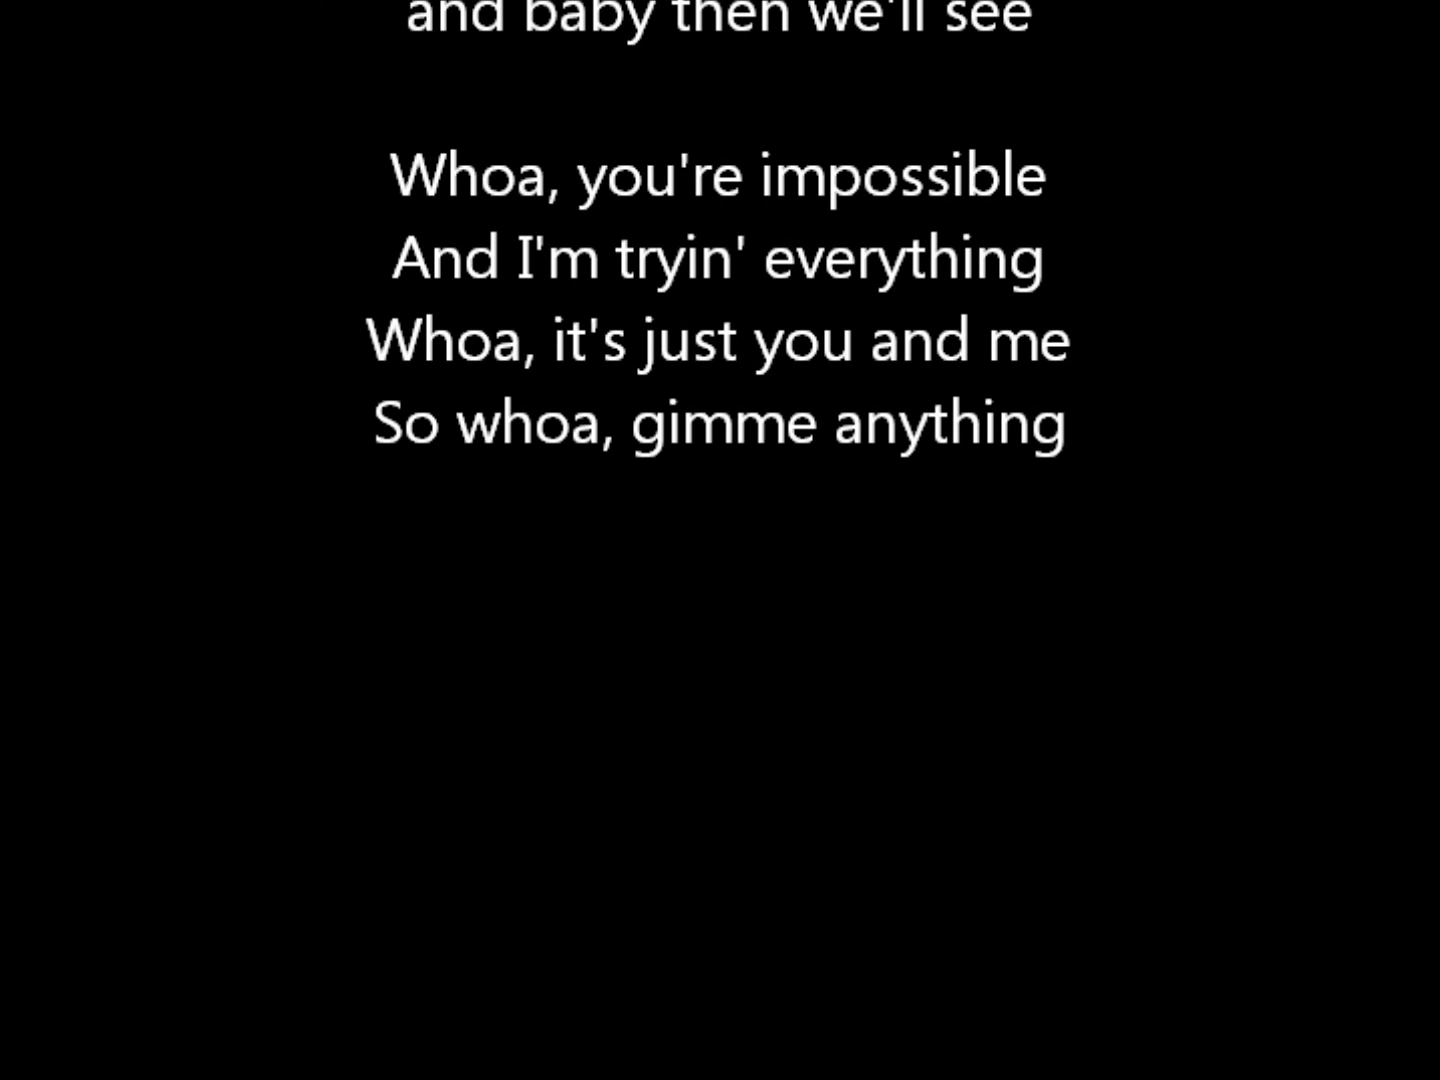 and baby then we'll see
Whoa, you're impossible
And I'm tryin' everything
Whoa, it's just you and me
So whoa, gimme anything